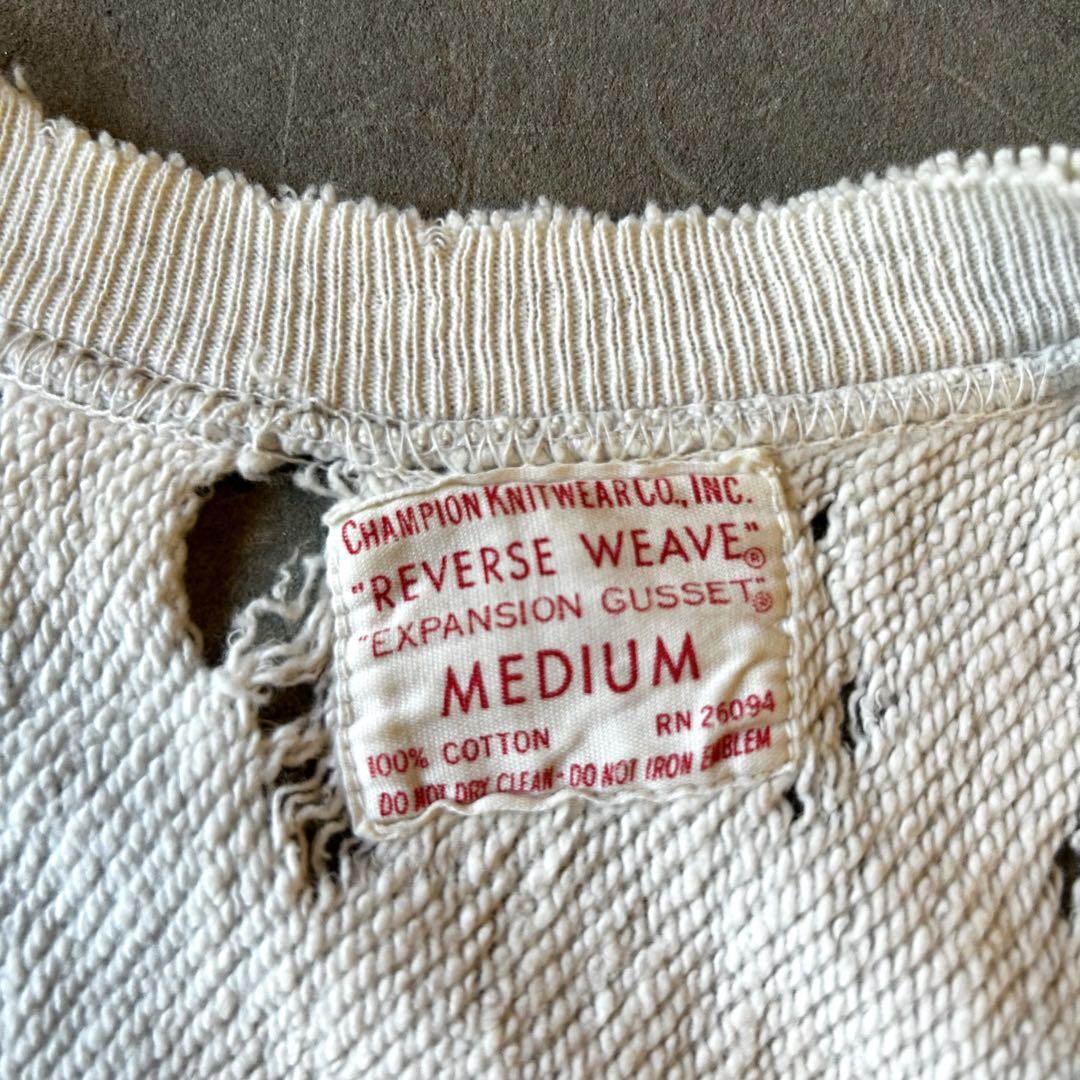 CHAMPION KNITWEAR CO., INC.
"REVERSE WEAVE"®
"EXPANSION GUSSET"®
MEDIUM
100% COTTON RN 26094
DO NOT DRY CLEAN - DO NOT IRON EMBLEM